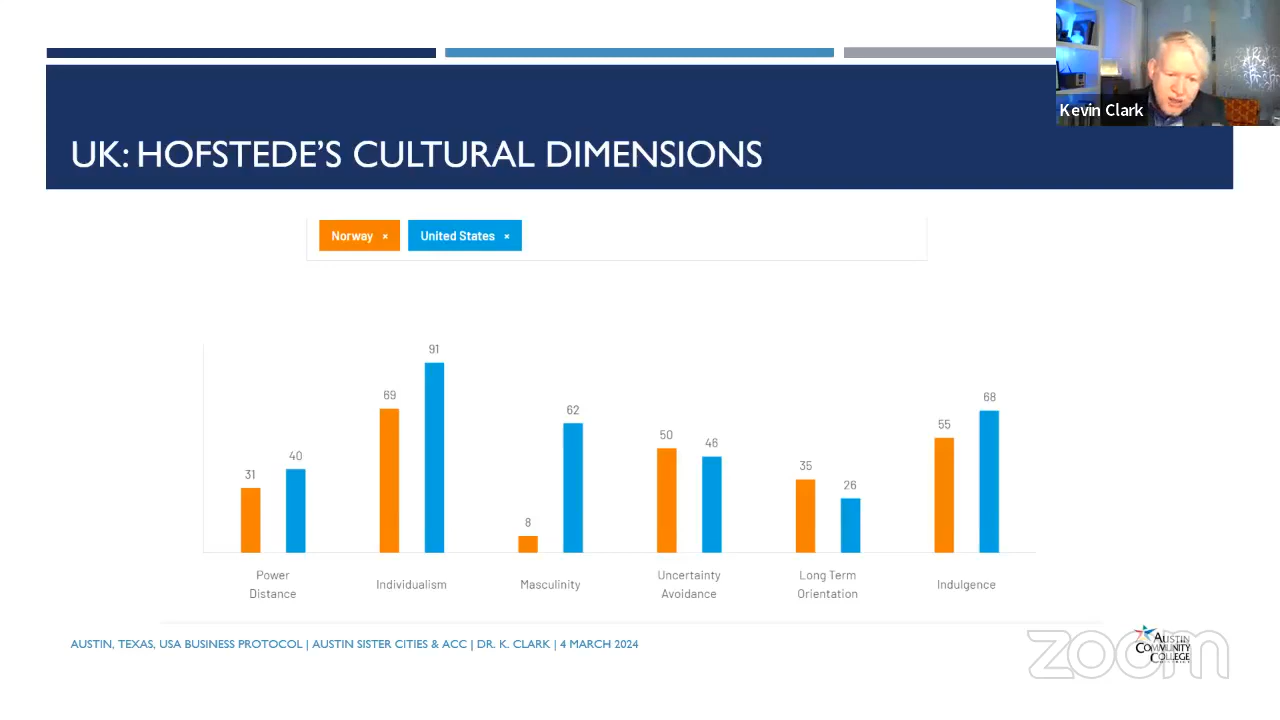 Kevin Clark
UK: HOFSTEDE'S CULTURAL DIMENSIONS
Norway ×
United States ×
31
40
69
91
8
62
50
46
35
26
55
68
Power
Distance
Individualism
Masculinity
Uncertainty
Avoidance
Long Term
Orientation
Indulgence
AUSTIN, TEXAS, USA BUSINESS PROTOCOL | AUSTIN SISTER CITIES & ACC | DR. K. CLARK | 4 MARCH 2024
AUSTIN
COMMUNITY
COLLEGE
zoom